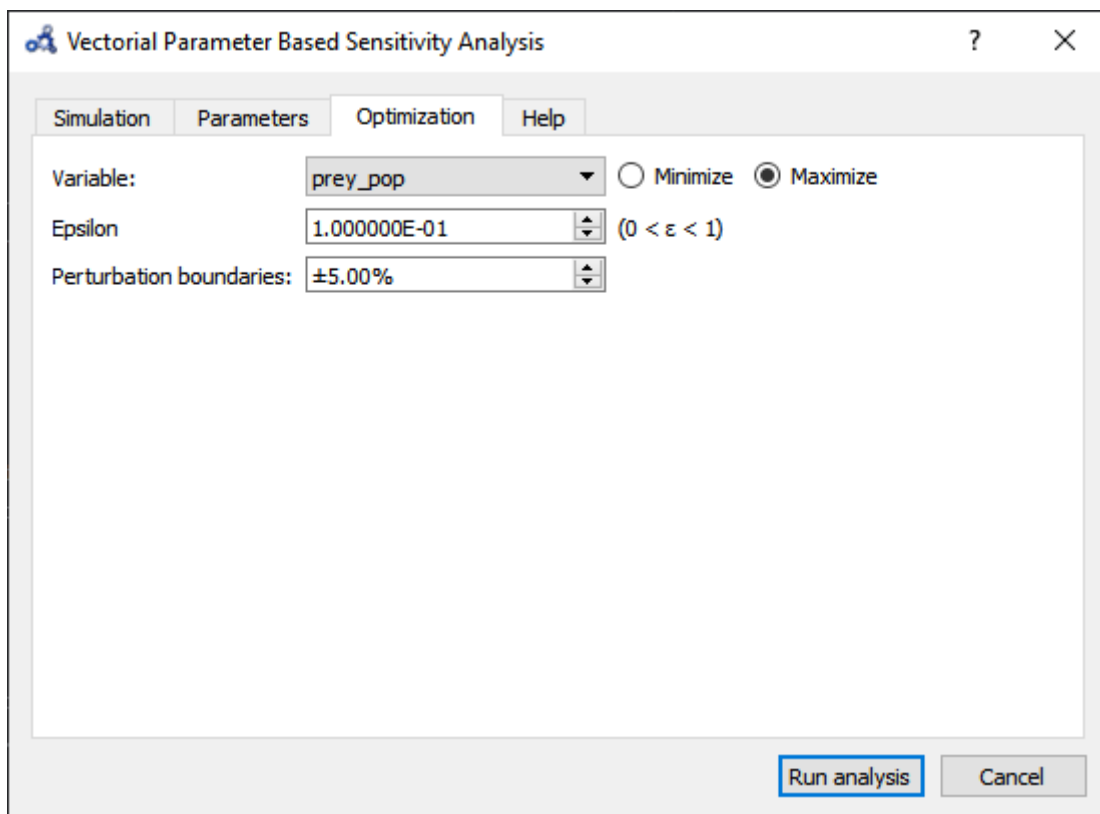 Vectorial Parameter Based Sensitivity Analysis ?
Simulation Parameters Optimization Help
Variable: prey_pop Minimize Maximize
Epsilon 1.000000E-01 (0 < ε < 1)
Perturbation boundaries: ±5.00%
Run analysis Cancel